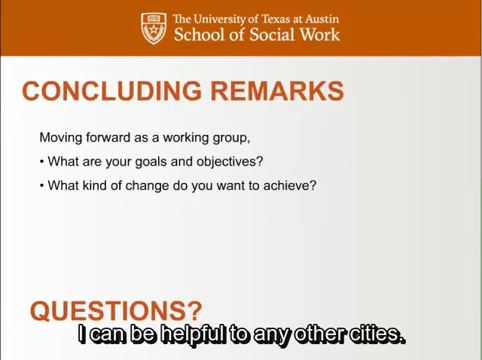 The University of Texas at Austin
School of Social Work
CONCLUDING REMARKS
Moving forward as a working group,
• What are your goals and objectives?
• What kind of change do you want to achieve?
QUESTIONS?
I can be helpful to any other cities.